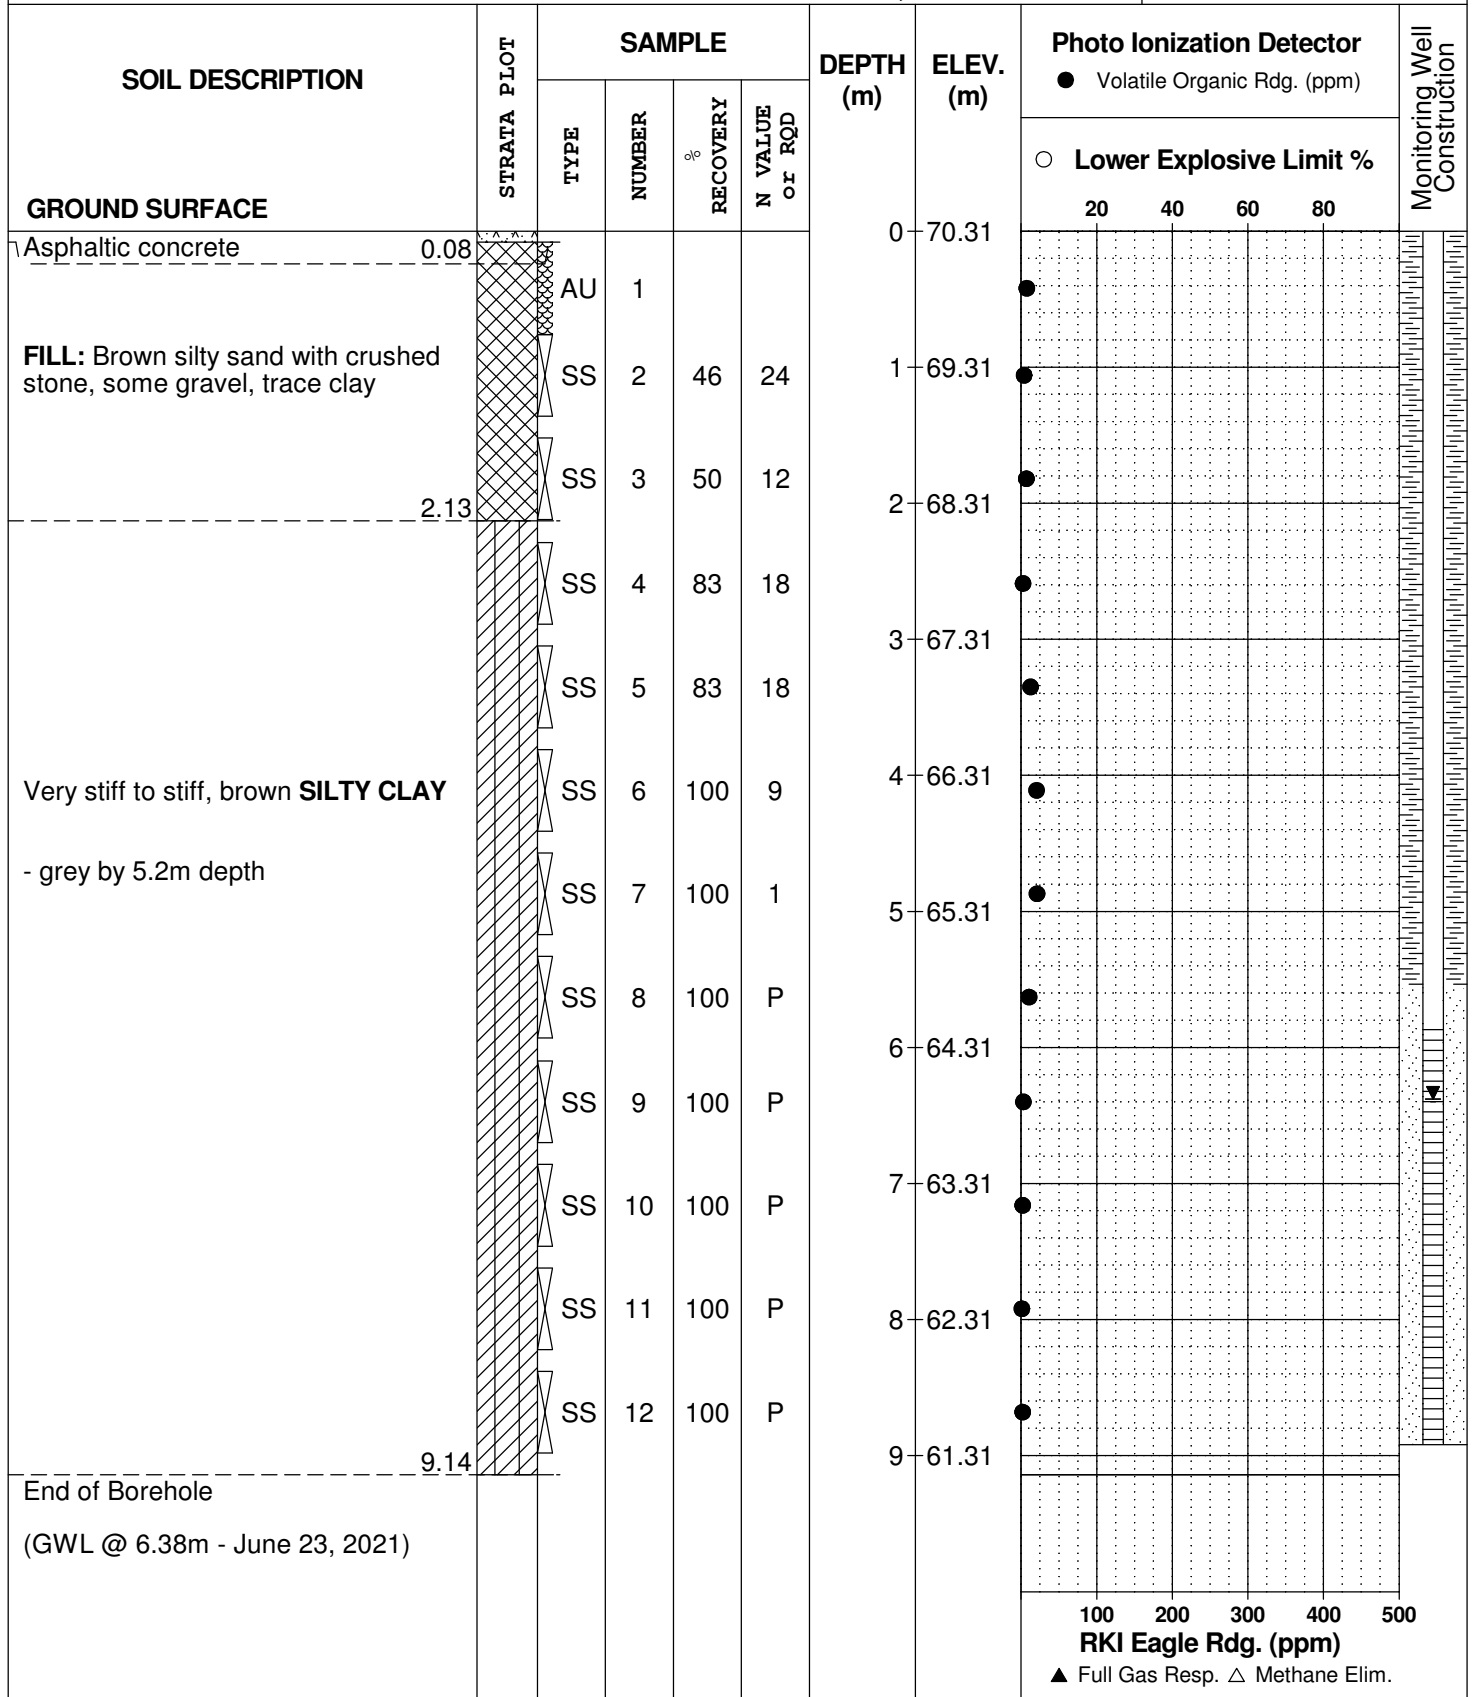 SOIL DESCRIPTION
GROUND SURFACE
STRATA PLOT
SAMPLE
TYPE
NUMBER
%
RECOVERY
N VALUE
or RQD
DEPTH
(m)
ELEV.
(m)
Photo Ionization Detector
● Volatile Organic Rdg. (ppm)
○ Lower Explosive Limit %
20 40 60 80
Monitoring Well
Construction
0 70.31
Asphaltic concrete 0.08
AU 1
FILL: Brown silty sand with crushed
stone, some gravel, trace clay
1 69.31
SS 2 46 24
SS 3 50 12
2.13
2 68.31
SS 4 83 18
3 67.31
SS 5 83 18
4 66.31
Very stiff to stiff, brown SILTY CLAY
SS 6 100 9
- grey by 5.2m depth
SS 7 100 1
5 65.31
SS 8 100 P
6 64.31
SS 9 100 P
7 63.31
SS 10 100 P
SS 11 100 P
8 62.31
SS 12 100 P
9.14
9 61.31
End of Borehole
(GWL @ 6.38m - June 23, 2021)
100 200 300 400 500
RKI Eagle Rdg. (ppm)
▲ Full Gas Resp. △ Methane Elim.